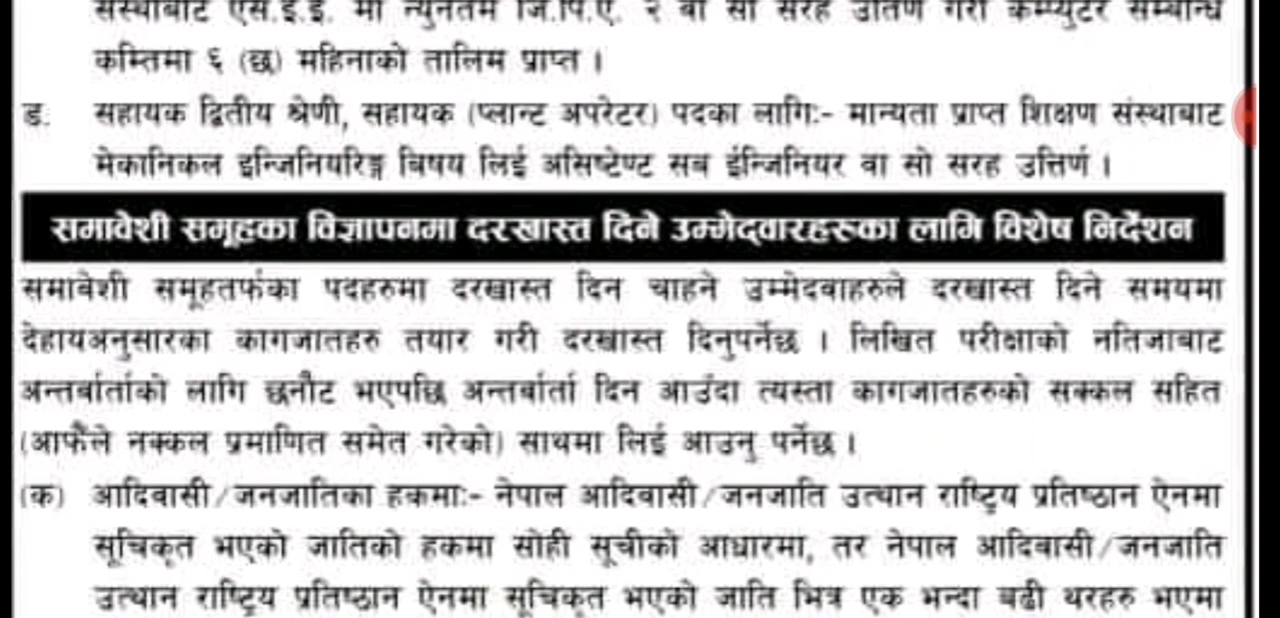 संस्थाबाट एस.ई.ई. मा न्युनतम जि.पि.ए. २ वा सो सरह उतिर्ण गरी कम्प्युटर सम्बन्धि
कम्तिमा ६ (छ) महिनाको तालिम प्राप्त ।
ड. सहायक द्वितीय श्रेणी, सहायक (प्लान्ट अपरेटर) पदका लागिः- मान्यता प्राप्त शिक्षण संस्थाबाट
मेकानिकल इन्जिनियरिङ्ग बिषय लिई असिष्टेण्ट सब ईन्जिनियर वा सो सरह उत्तिर्ण ।
समावेशी समूहका विज्ञापनमा दरखास्त दिने उम्मेद्वारहरूका लागि विशेष निर्देशन
समाबेशी समूहतर्फका पदहरुमा दरखास्त दिन चाहने उम्मेदवाहरुले दरखास्त दिने समयमा
देहायअनुसारका कागजातहरु तयार गरी दरखास्त दिनुपर्नेछ । लिखित परीक्षाको नतिजाबाट
अन्तर्बार्ताको लागि छनौट भएपछि अन्तर्बार्ता दिन आउँदा त्यस्ता कागजातहरुको सक्कल सहित
(आफैँले नक्कल प्रमाणित समेत गरेको) साथमा लिई आउनु पर्नेछ ।
(क) आदिवासी/जनजातिका हकमाः- नेपाल आदिबासी/जनजाति उत्थान राष्ट्रिय प्रतिष्ठान ऐनमा
सूचिकृत भएको जातिको हकमा सोही सूचीको आधारमा, तर नेपाल आदिबासी/जनजाति
उत्थान राष्ट्रिय प्रतिष्ठान ऐनमा सूचिकृत भएको जाति भित्र एक भन्दा बढी थरहरु भएमा